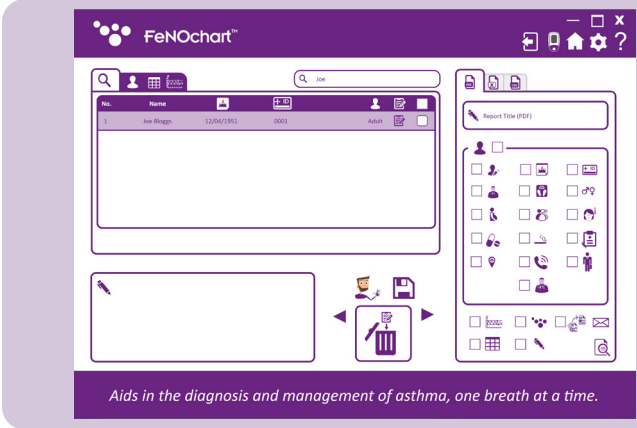 FeNOchart™
Joe
No. Name + ID
1 Joe Bloggs 12/04/1951 0001 Adult
Report Title (PDF)
Aids in the diagnosis and management of asthma, one breath at a time.